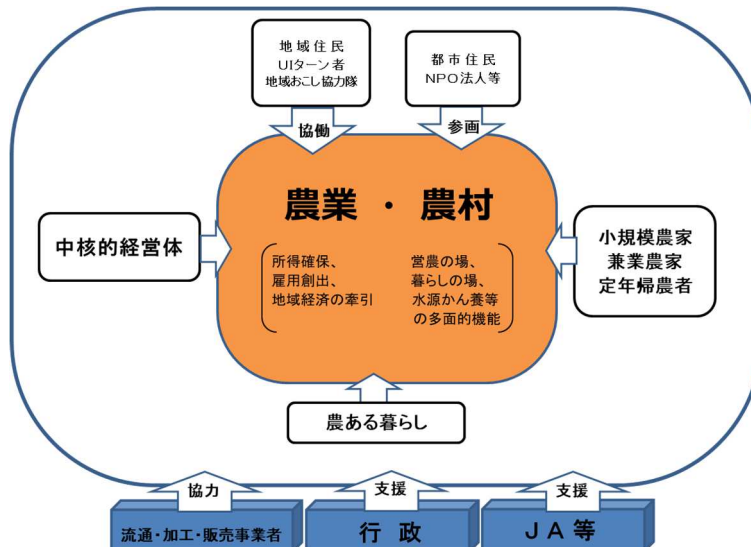 地域住民
UIターン者
地域おこし協力隊
都市住民
NPO法人等
協働
参画
農業・農村
中核的経営体
所得確保、
雇用創出、
地域経済の牽引
営農の場、
暮らしの場、
水源かん養等
の多面的機能
小規模農家
兼業農家
定年帰農者
農ある暮らし
協力
支援
支援
流通・加工・販売事業者
行政
JA等